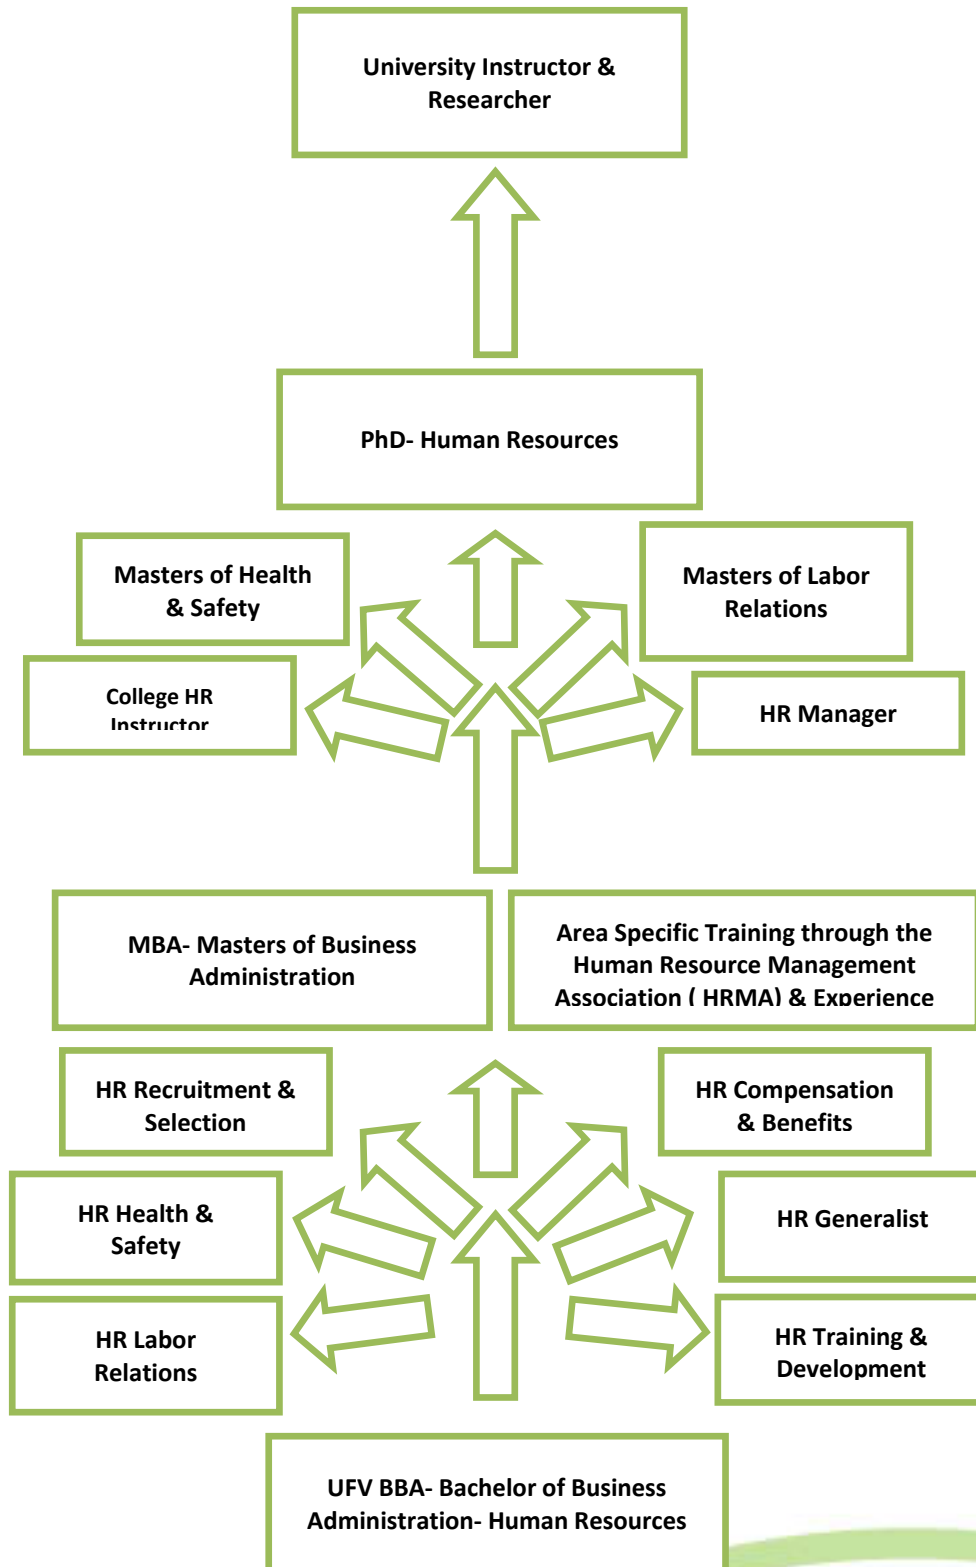 University Instructor &
Researcher
PhD- Human Resources
Masters of Health
& Safety
Masters of Labor
Relations
College HR
Instructor
HR Manager
MBA- Masters of Business
Administration
Area Specific Training through the
Human Resource Management
Association ( HRMA) & Experience
HR Recruitment &
Selection
HR Compensation
& Benefits
HR Health &
Safety
HR Generalist
HR Labor
Relations
HR Training &
Development
UFV BBA- Bachelor of Business
Administration- Human Resources